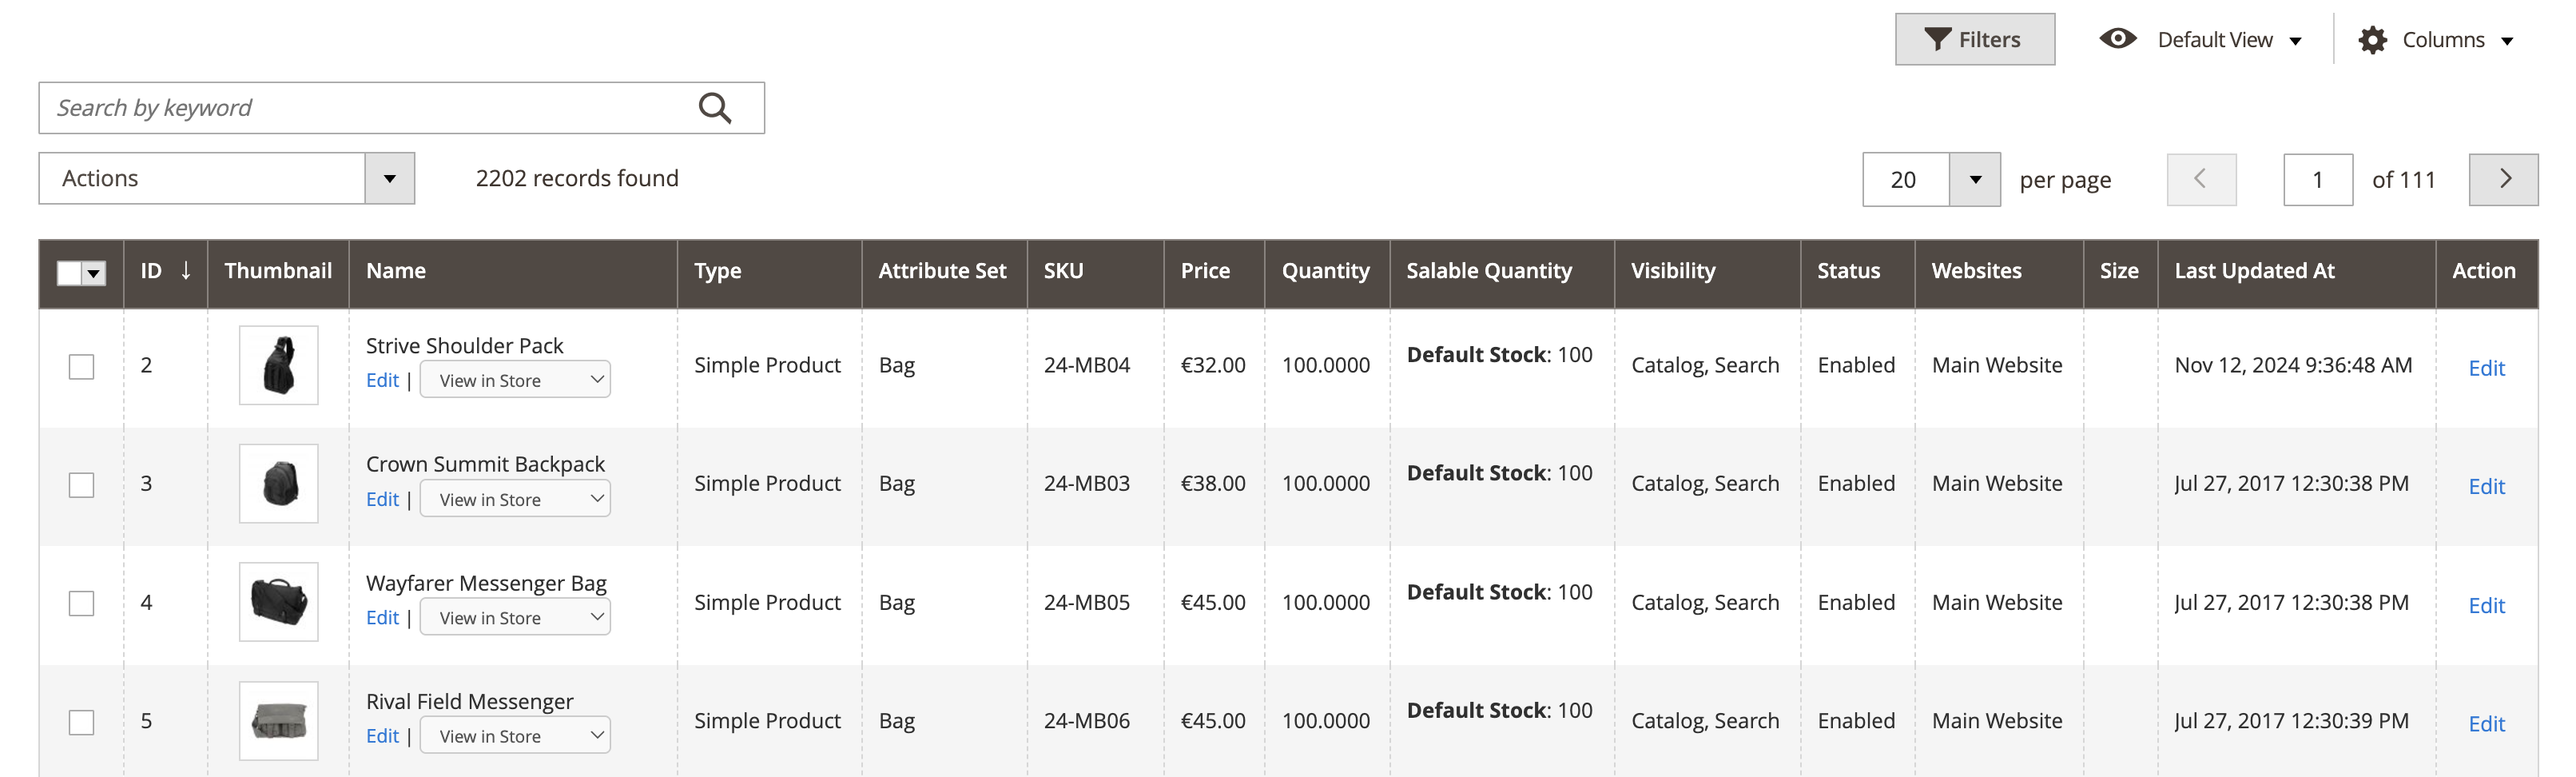 Filters Default View Columns
Search by keyword
Actions 2202 records found 20 per page 1 of 111
ID ↓ Thumbnail Name Type Attribute Set SKU Price Quantity Salable Quantity Visibility Status Websites Size Last Updated At Action
2 Strive Shoulder Pack Simple Product Bag 24-MB04 €32.00 100.0000 Default Stock: 100 Catalog, Search Enabled Main Website Nov 12, 2024 9:36:48 AM Edit
Edit | View in Store
3 Crown Summit Backpack Simple Product Bag 24-MB03 €38.00 100.0000 Default Stock: 100 Catalog, Search Enabled Main Website Jul 27, 2017 12:30:38 PM Edit
Edit | View in Store
4 Wayfarer Messenger Bag Simple Product Bag 24-MB05 €45.00 100.0000 Default Stock: 100 Catalog, Search Enabled Main Website Jul 27, 2017 12:30:38 PM Edit
Edit | View in Store
5 Rival Field Messenger Simple Product Bag 24-MB06 €45.00 100.0000 Default Stock: 100 Catalog, Search Enabled Main Website Jul 27, 2017 12:30:39 PM Edit
Edit | View in Store